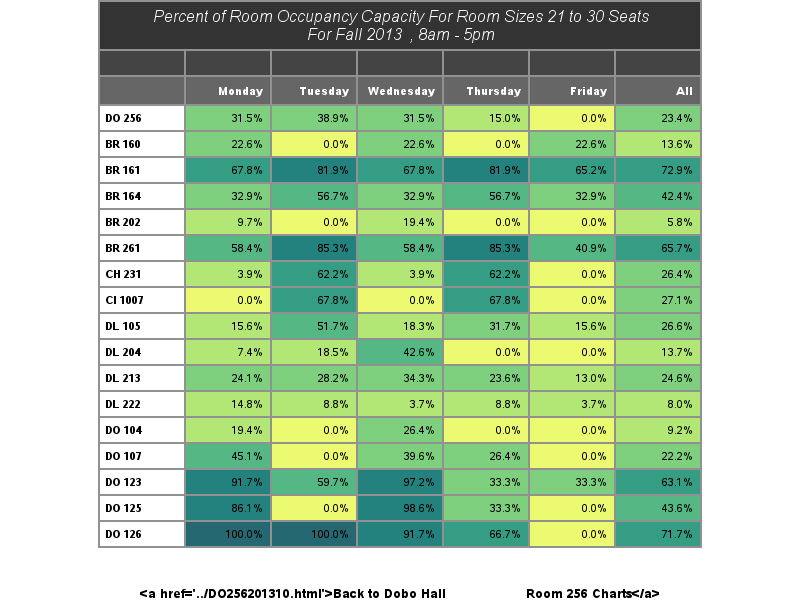 Percent of Room Occupancy Capacity For Room Sizes 21 to 30 Seats
For Fall 2013 , 8am - 5pm
Monday Tuesday Wednesday Thursday Friday All
DO 256 31.5% 38.9% 31.5% 15.0% 0.0% 23.4%
BR 160 22.6% 0.0% 22.6% 0.0% 22.6% 13.6%
BR 161 67.8% 81.9% 67.8% 81.9% 65.2% 72.9%
BR 164 32.9% 56.7% 32.9% 56.7% 32.9% 42.4%
BR 202 9.7% 0.0% 19.4% 0.0% 0.0% 5.8%
BR 261 58.4% 85.3% 58.4% 85.3% 40.9% 65.7%
CH 231 3.9% 62.2% 3.9% 62.2% 0.0% 26.4%
CI 1007 0.0% 67.8% 0.0% 67.8% 0.0% 27.1%
DL 105 15.6% 51.7% 18.3% 31.7% 15.6% 26.6%
DL 204 7.4% 18.5% 42.6% 0.0% 0.0% 13.7%
DL 213 24.1% 28.2% 34.3% 23.6% 13.0% 24.6%
DL 222 14.8% 8.8% 3.7% 8.8% 3.7% 8.0%
DO 104 19.4% 0.0% 26.4% 0.0% 0.0% 9.2%
DO 107 45.1% 0.0% 39.6% 26.4% 0.0% 22.2%
DO 123 91.7% 59.7% 97.2% 33.3% 33.3% 63.1%
DO 125 86.1% 0.0% 98.6% 33.3% 0.0% 43.6%
DO 126 100.0% 100.0% 91.7% 66.7% 0.0% 71.7%
<a href='../DO256201310.html'>Back to Dobo Hall Room 256 Charts</a>